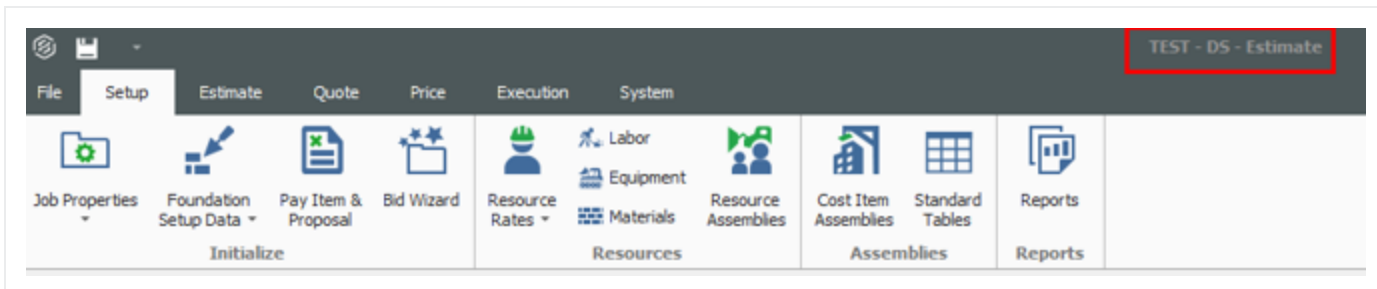 TEST - DS - Estimate
File Setup Estimate Quote Price Execution System
Job Properties
Foundation
Setup Data
Pay Item &
Proposal
Bid Wizard
Resource
Rates
Labor
Equipment
Materials
Resource
Assemblies
Cost Item
Assemblies
Standard
Tables
Reports
Initialize
Resources
Assemblies
Reports